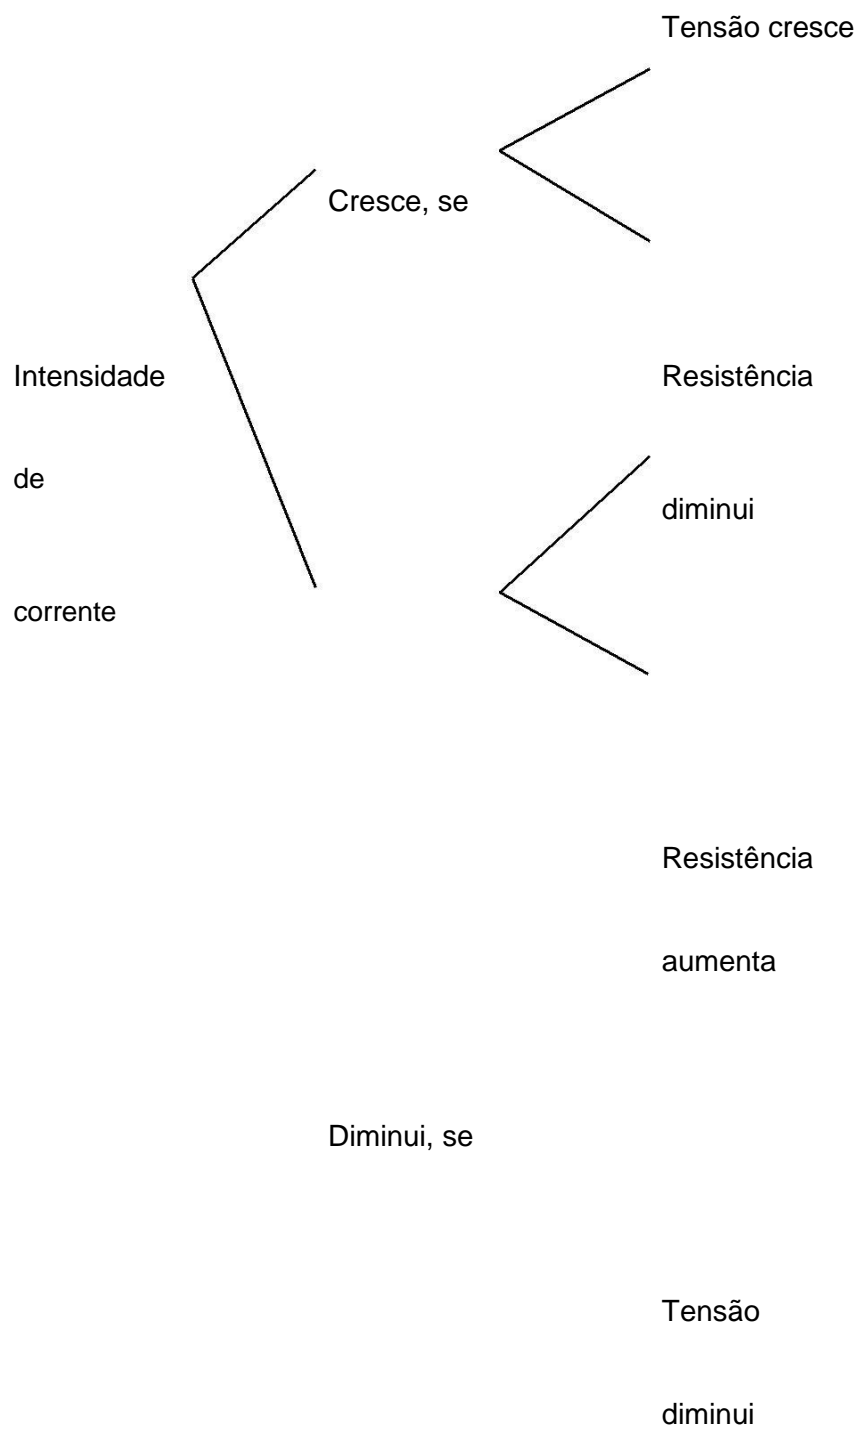 Tensão cresce
Cresce, se
Intensidade
de
corrente
Resistência
diminui
Resistência
aumenta
Diminui, se
Tensão
diminui